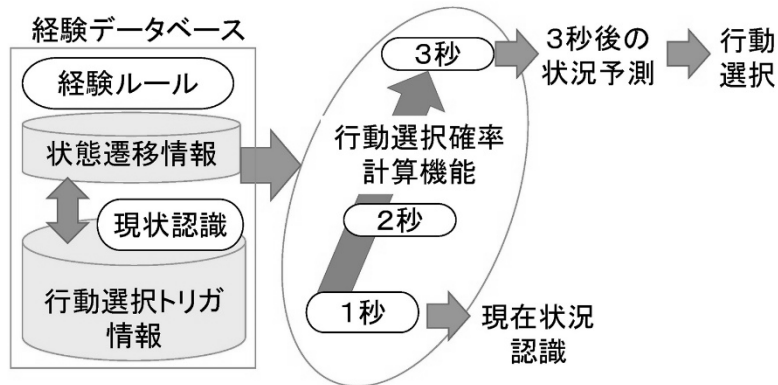 経験データベース
経験ルール
状態遷移情報
現状認識
行動選択トリガ
情報
3秒
行動選択確率
計算機能
2秒
1秒
3秒後の
状況予測
行動
選択
現在状況
認識